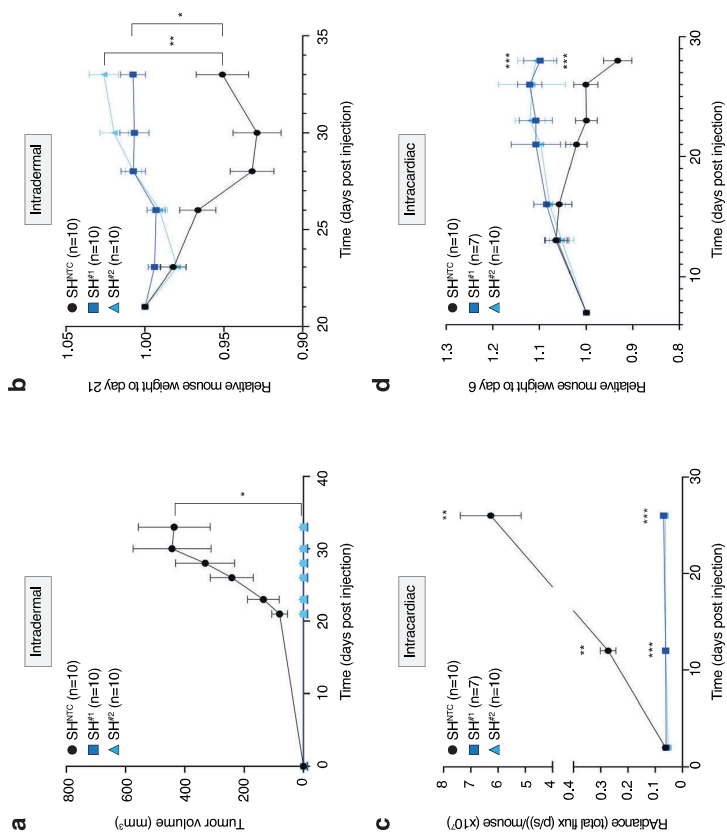 a
Intradermal
SH^NTC (n=10)
SH^#1 (n=10)
SH^#2 (n=10)
Tumor volume (mm³)
800
600
400
200
0
*
0 10 20 30 40
Time (days post injection)
b
Intradermal
SH^NTC (n=10)
SH^#1 (n=10)
SH^#2 (n=10)
Relative mouse weight to day 21
1.05
1.00
0.95
0.90
*
**
20 25 30 35
Time (days post injection)
c
Intracardiac
SH^NTC (n=10)
SH^#1 (n=7)
SH^#2 (n=10)
RAdiance (total flux (p/s))/mouse (x10⁷)
8
7
6
5
4
0.4
0.2
0
**
**
***
***
0 10 20 30
Time (days post injection)
d
Intracardiac
SH^NTC (n=10)
SH^#1 (n=7)
SH^#2 (n=10)
Relative mouse weight to day 6
1.3
1.2
1.1
1.0
0.9
0.8
***
***
10 20 30
Time (days post injection)